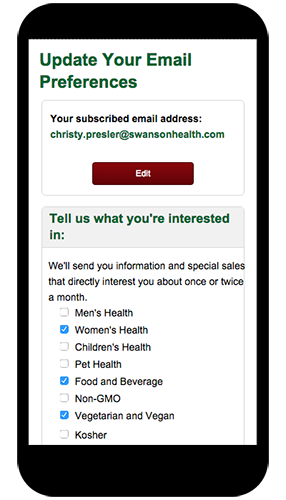 Update Your Email
Preferences
Your subscribed email address:
christy.presler@swansonhealth.com
Edit
Tell us what you're interested
in:
We'll send you information and special sales
that directly interest you about once or twice
a month.
Men's Health
Women's Health
Children's Health
Pet Health
Food and Beverage
Non-GMO
Vegetarian and Vegan
Kosher